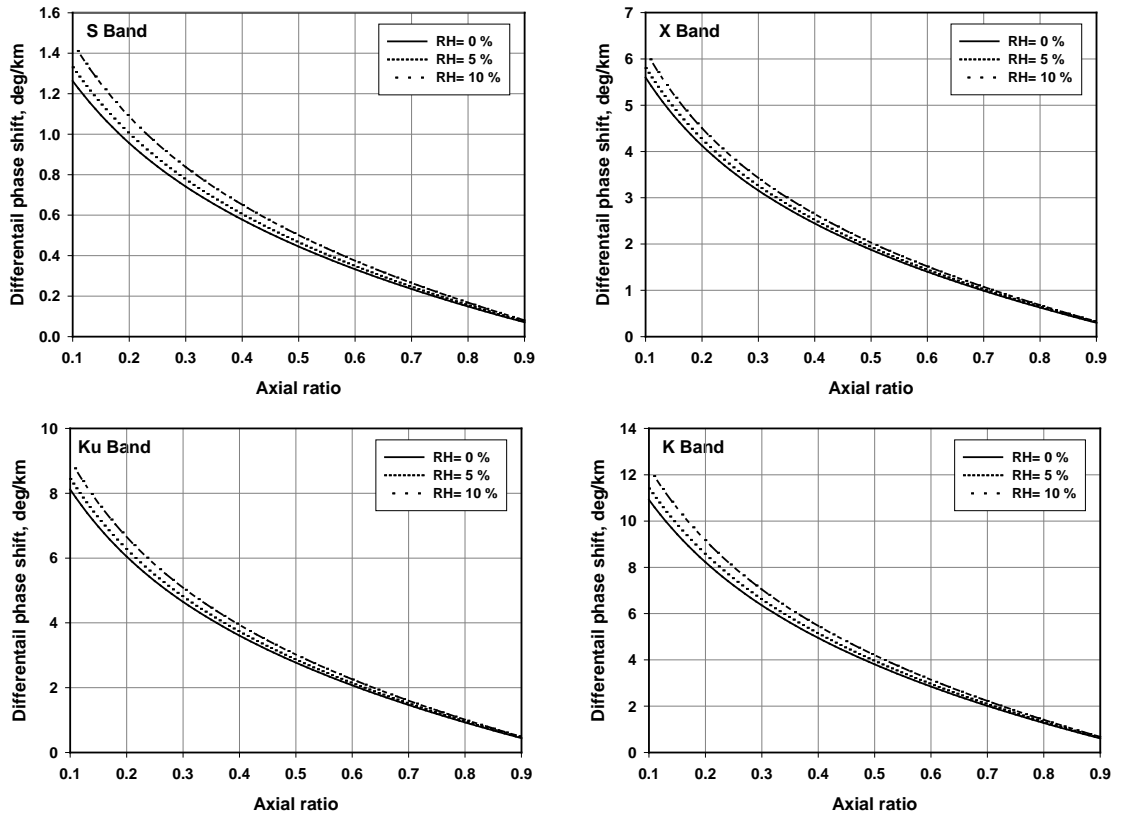 S Band
RH= 0 %
RH= 5 %
RH= 10 %
Differentail phase shift, deg/km
1.6
1.4
1.2
1.0
0.8
0.6
0.4
0.2
0.0
0.1 0.2 0.3 0.4 0.5 0.6 0.7 0.8 0.9
Axial ratio
X Band
RH= 0 %
RH= 5 %
RH= 10 %
Differentail phase shift, deg/km
7
6
5
4
3
2
1
0
0.1 0.2 0.3 0.4 0.5 0.6 0.7 0.8 0.9
Axial ratio
Ku Band
RH= 0 %
RH= 5 %
RH= 10 %
Differentail phase shift, deg/km
10
8
6
4
2
0
0.1 0.2 0.3 0.4 0.5 0.6 0.7 0.8 0.9
Axial ratio
K Band
RH= 0 %
RH= 5 %
RH= 10 %
Differentail phase shift, deg/km
14
12
10
8
6
4
2
0
0.1 0.2 0.3 0.4 0.5 0.6 0.7 0.8 0.9
Axial ratio